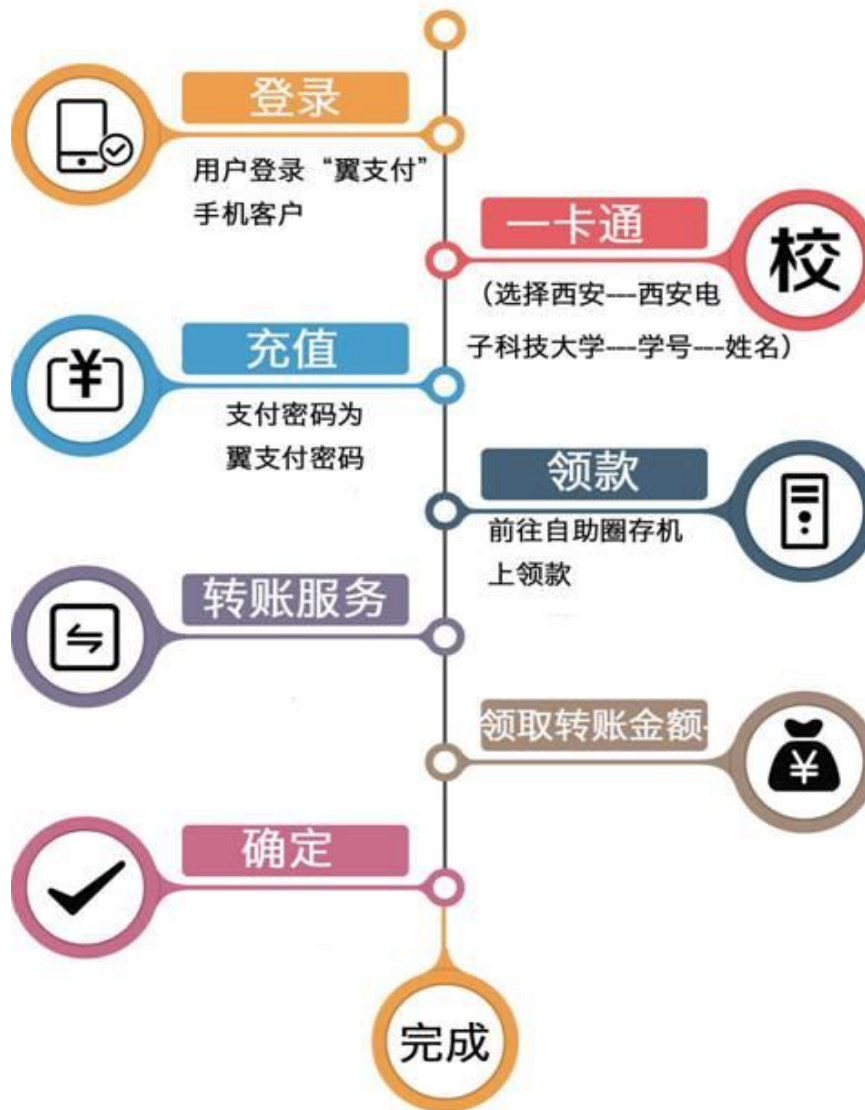 登录
用户登录“翼支付”
手机客户
一卡通
校
（选择西安---西安电
子科技大学---学号---姓名）
充值
支付密码为
翼支付密码
领款
前往自助圈存机
上领款
转账服务
领取转账金额-
确定
完成